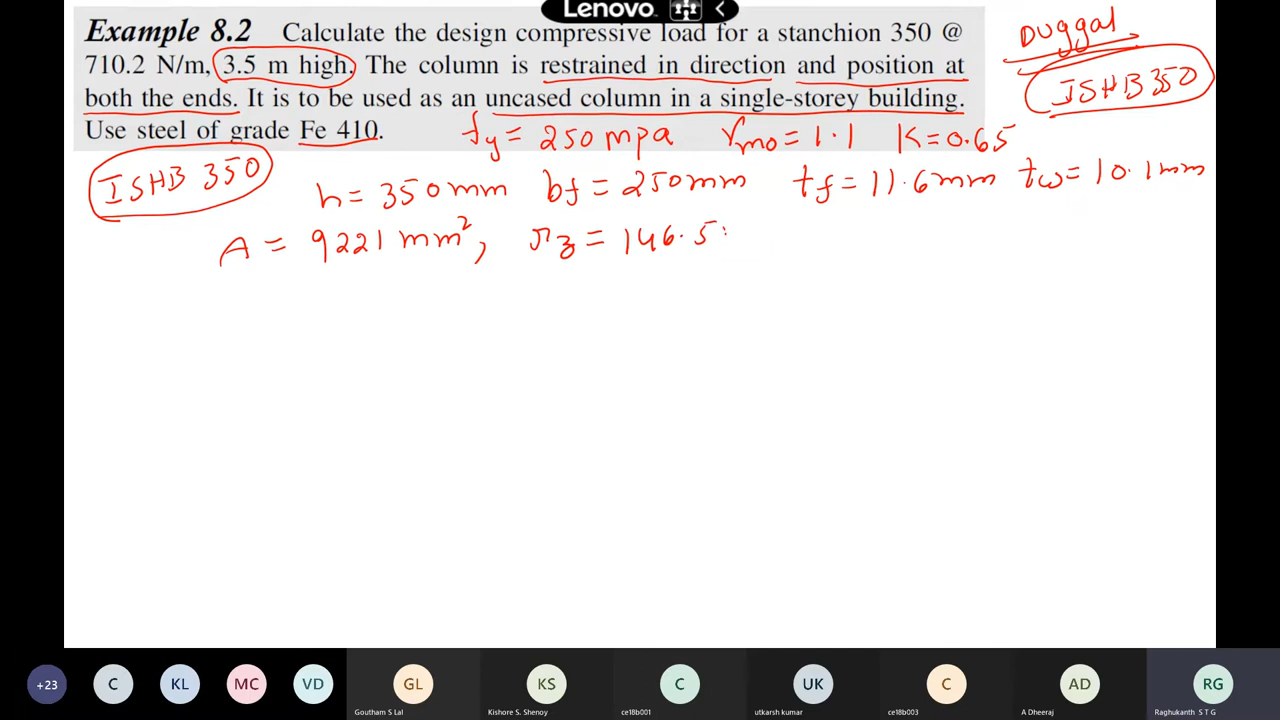 Lenovo
Example 8.2 Calculate the design compressive load for a stanchion 350 @
710.2 N/m, 3.5 m high. The column is restrained in direction and position at
both the ends. It is to be used as an uncased column in a single-storey building.
Use steel of grade Fe 410.
Duggal
ISHB 350
fy = 250 mpa γmo = 1.1 K = 0.65
ISHB 350
h = 350 mm bf = 250 mm tf = 11.6 mm tw = 10.1 mm
A = 9221 mm², rz = 146.5
+23
C
KL
MC
VD
GL
Goutham S Lal
KS
Kishore S. Shenoy
C
ce18b001
UK
utkarsh kumar
C
ce18b003
AD
A Dheeraj
RG
Raghukanth S T G